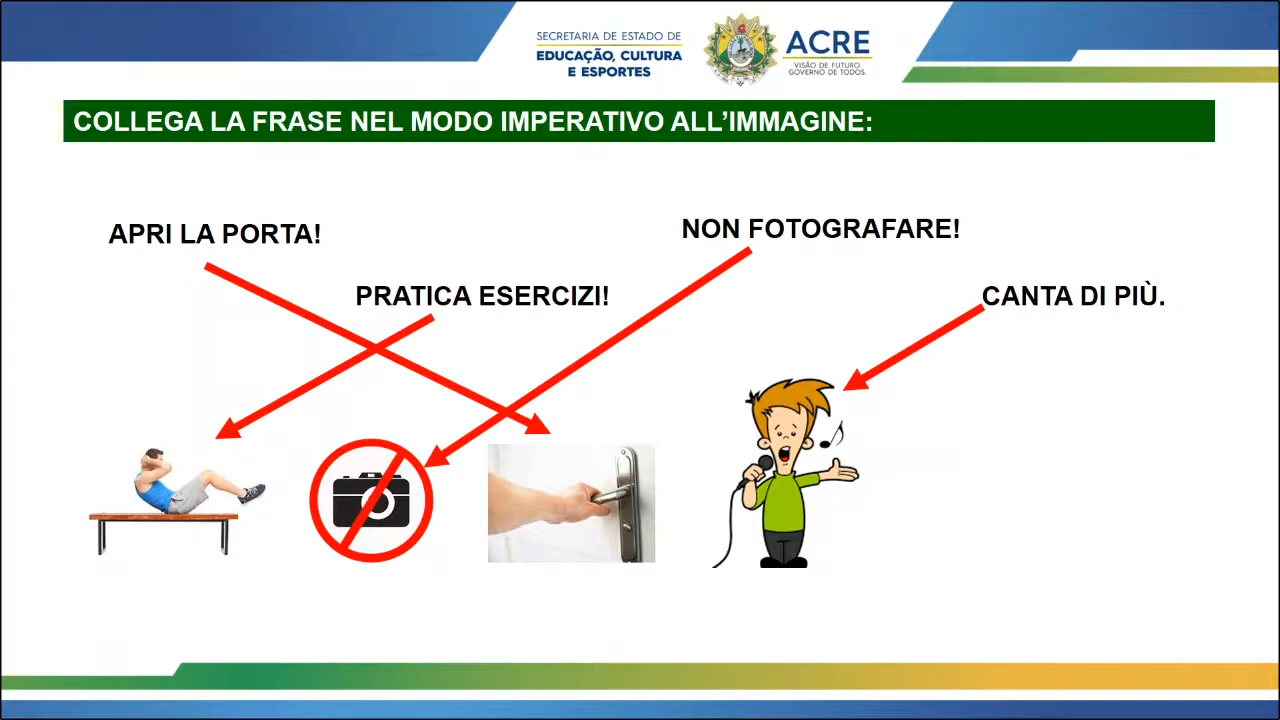 SECRETARIA DE ESTADO DE
EDUCAÇÃO, CULTURA
E ESPORTES
ACRE
VISÃO DE FUTURO
GOVERNO DE TODOS
COLLEGA LA FRASE NEL MODO IMPERATIVO ALL’IMMAGINE:
APRI LA PORTA!
NON FOTOGRAFARE!
PRATICA ESERCIZI!
CANTA DI PIÙ.